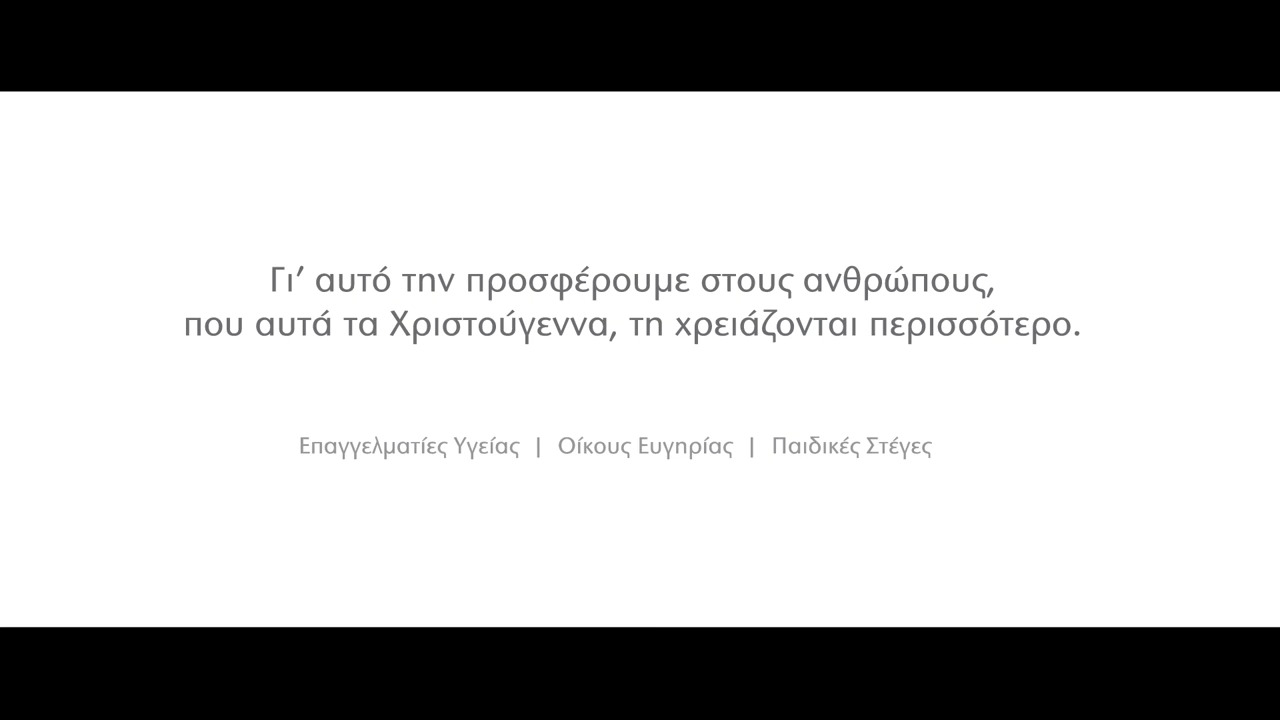 Γι’ αυτό την προσφέρουμε στους ανθρώπους,
που αυτά τα Χριστούγεννα, τη χρειάζονται περισσότερο.
Επαγγελματίες Υγείας | Οίκους Ευγηρίας | Παιδικές Στέγες